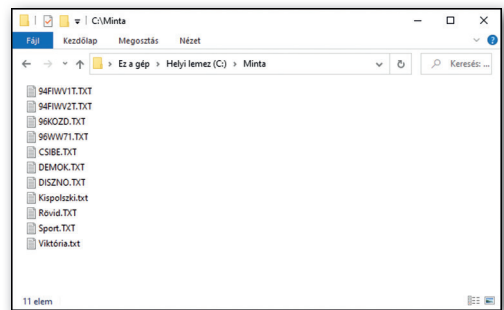 C:\Minta
Fájl Kezdőlap Megosztás Nézet
Ez a gép > Helyi lemez (C:) > Minta
Keresés: ...
94FIWV1T.TXT
94FIWV2T.TXT
96KOZD.TXT
96WW71.TXT
CSIBE.TXT
DEMOK.TXT
DISZNO.TXT
Kispolszki.txt
Rövid.TXT
Sport.TXT
Viktória.txt
11 elem